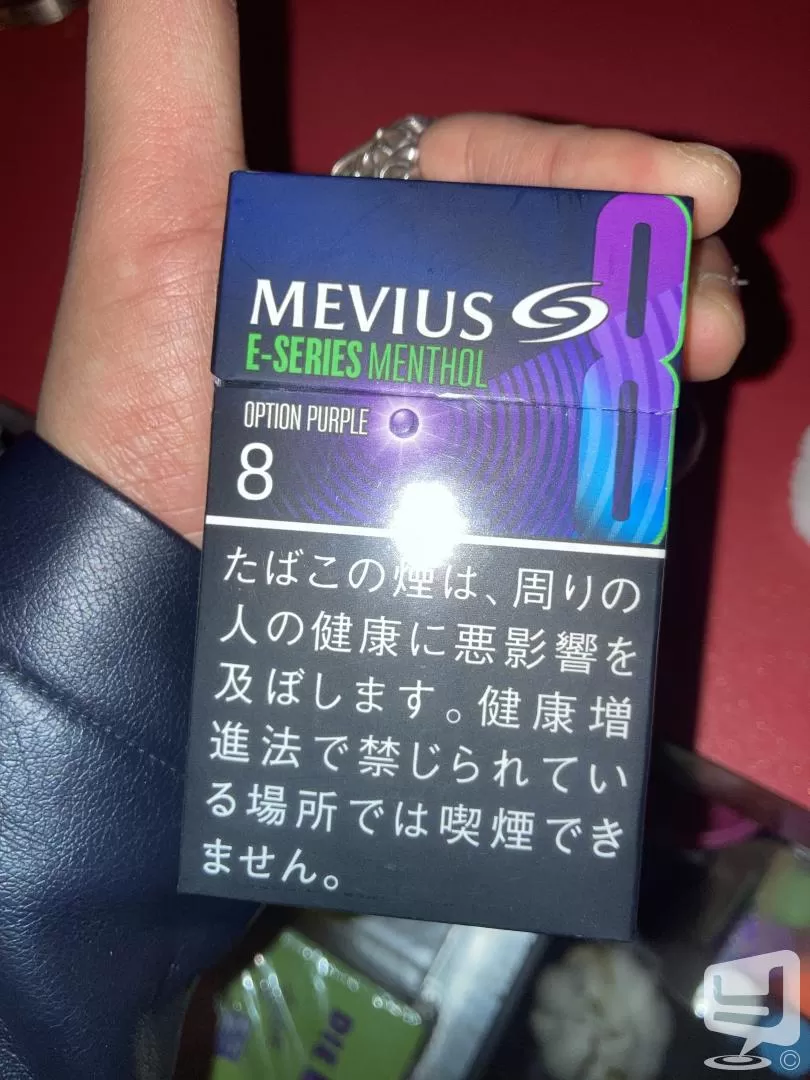 MEVIUS
E-SERIES MENTHOL
OPTION PURPLE
8
8
たばこの煙は、周りの
人の健康に悪影響を
及ぼします。健康増
進法で禁じられてい
る場所では喫煙でき
ません。